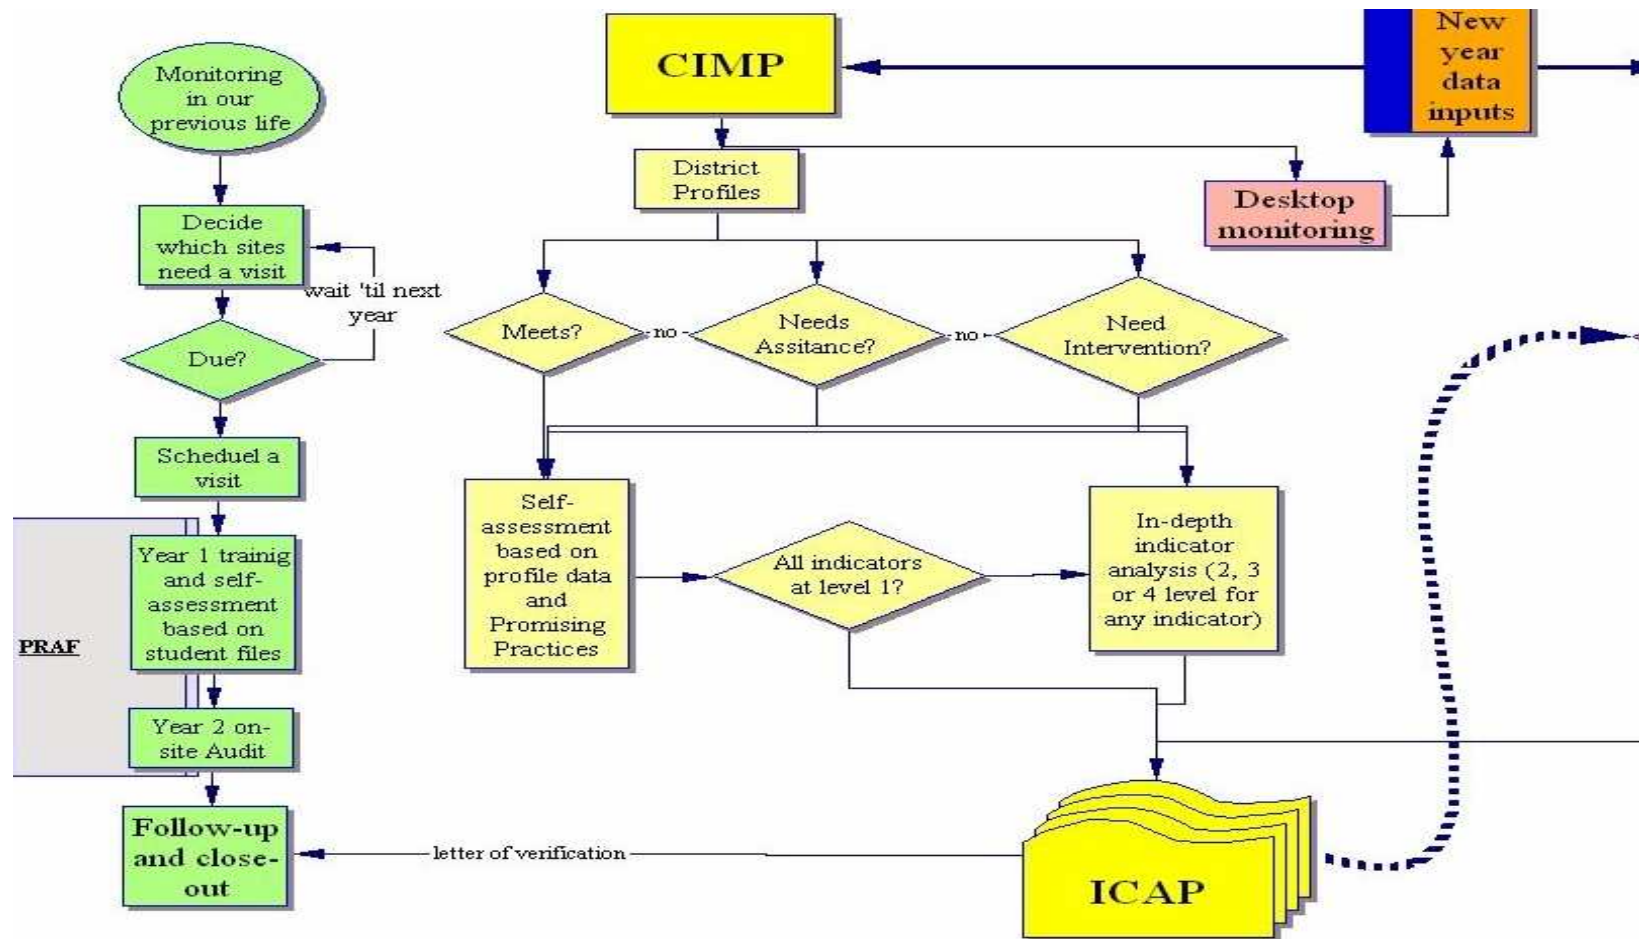 Monitoring
in our
previous life
Decide
which sites
need a visit
wait 'til next
year
Due?
Scheduel a
visit
Year 1 trainig
and self-
assessment
based on
student files
PRAF
Year 2 on-
site Audit
Follow-up
and close-
out
CIMP
District
Profiles
New
year
data
inputs
Desktop
monitoring
Meets?
no
Needs
Assitance?
no
Need
Intervention?
Self-
assessment
based on
profile data
and
Promising
Practices
All indicators
at level 1?
In-depth
indicator
analysis (2, 3
or 4 level for
any indicator)
letter of verification
ICAP